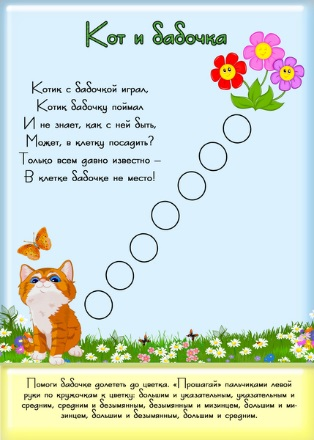 Кот и бабочка
Котик с бабочкой играл,
Котик бабочку поймал
И не знает, как с ней быть,
Может, в клетку посадить?
Только всем давно известно –
В клетке бабочке не место!
Помоги бабочке долететь до цветка. «Прошагай» пальчиками левой
руки по кружочкам к цветку: большим и указательным, указательным и
средним, средним и безымянным, безымянным и мизинцем, большим и ми-
зинцем, большим и безымянным, большим и средним.